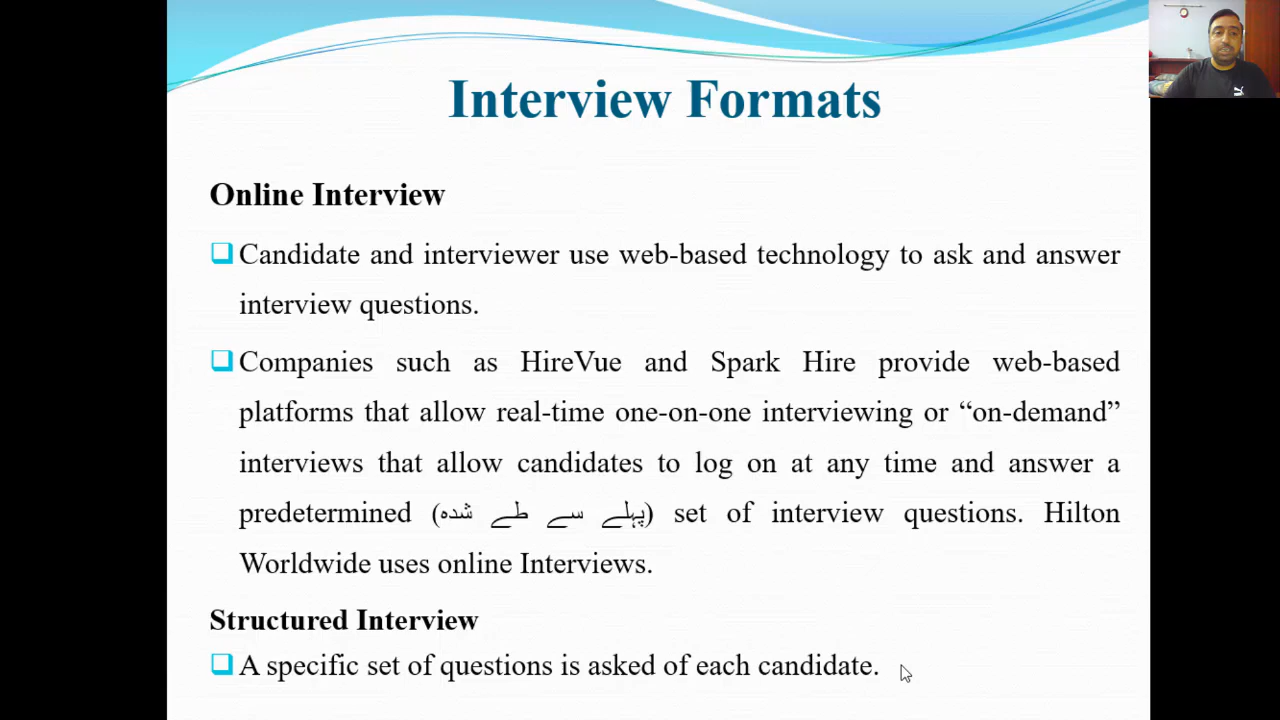 Interview Formats
Online Interview
Candidate and interviewer use web-based technology to ask and answer
interview questions.
Companies such as HireVue and Spark Hire provide web-based
platforms that allow real-time one-on-one interviewing or “on-demand”
interviews that allow candidates to log on at any time and answer a
predetermined (پہلے سے طے شدہ) set of interview questions. Hilton
Worldwide uses online Interviews.
Structured Interview
A specific set of questions is asked of each candidate.